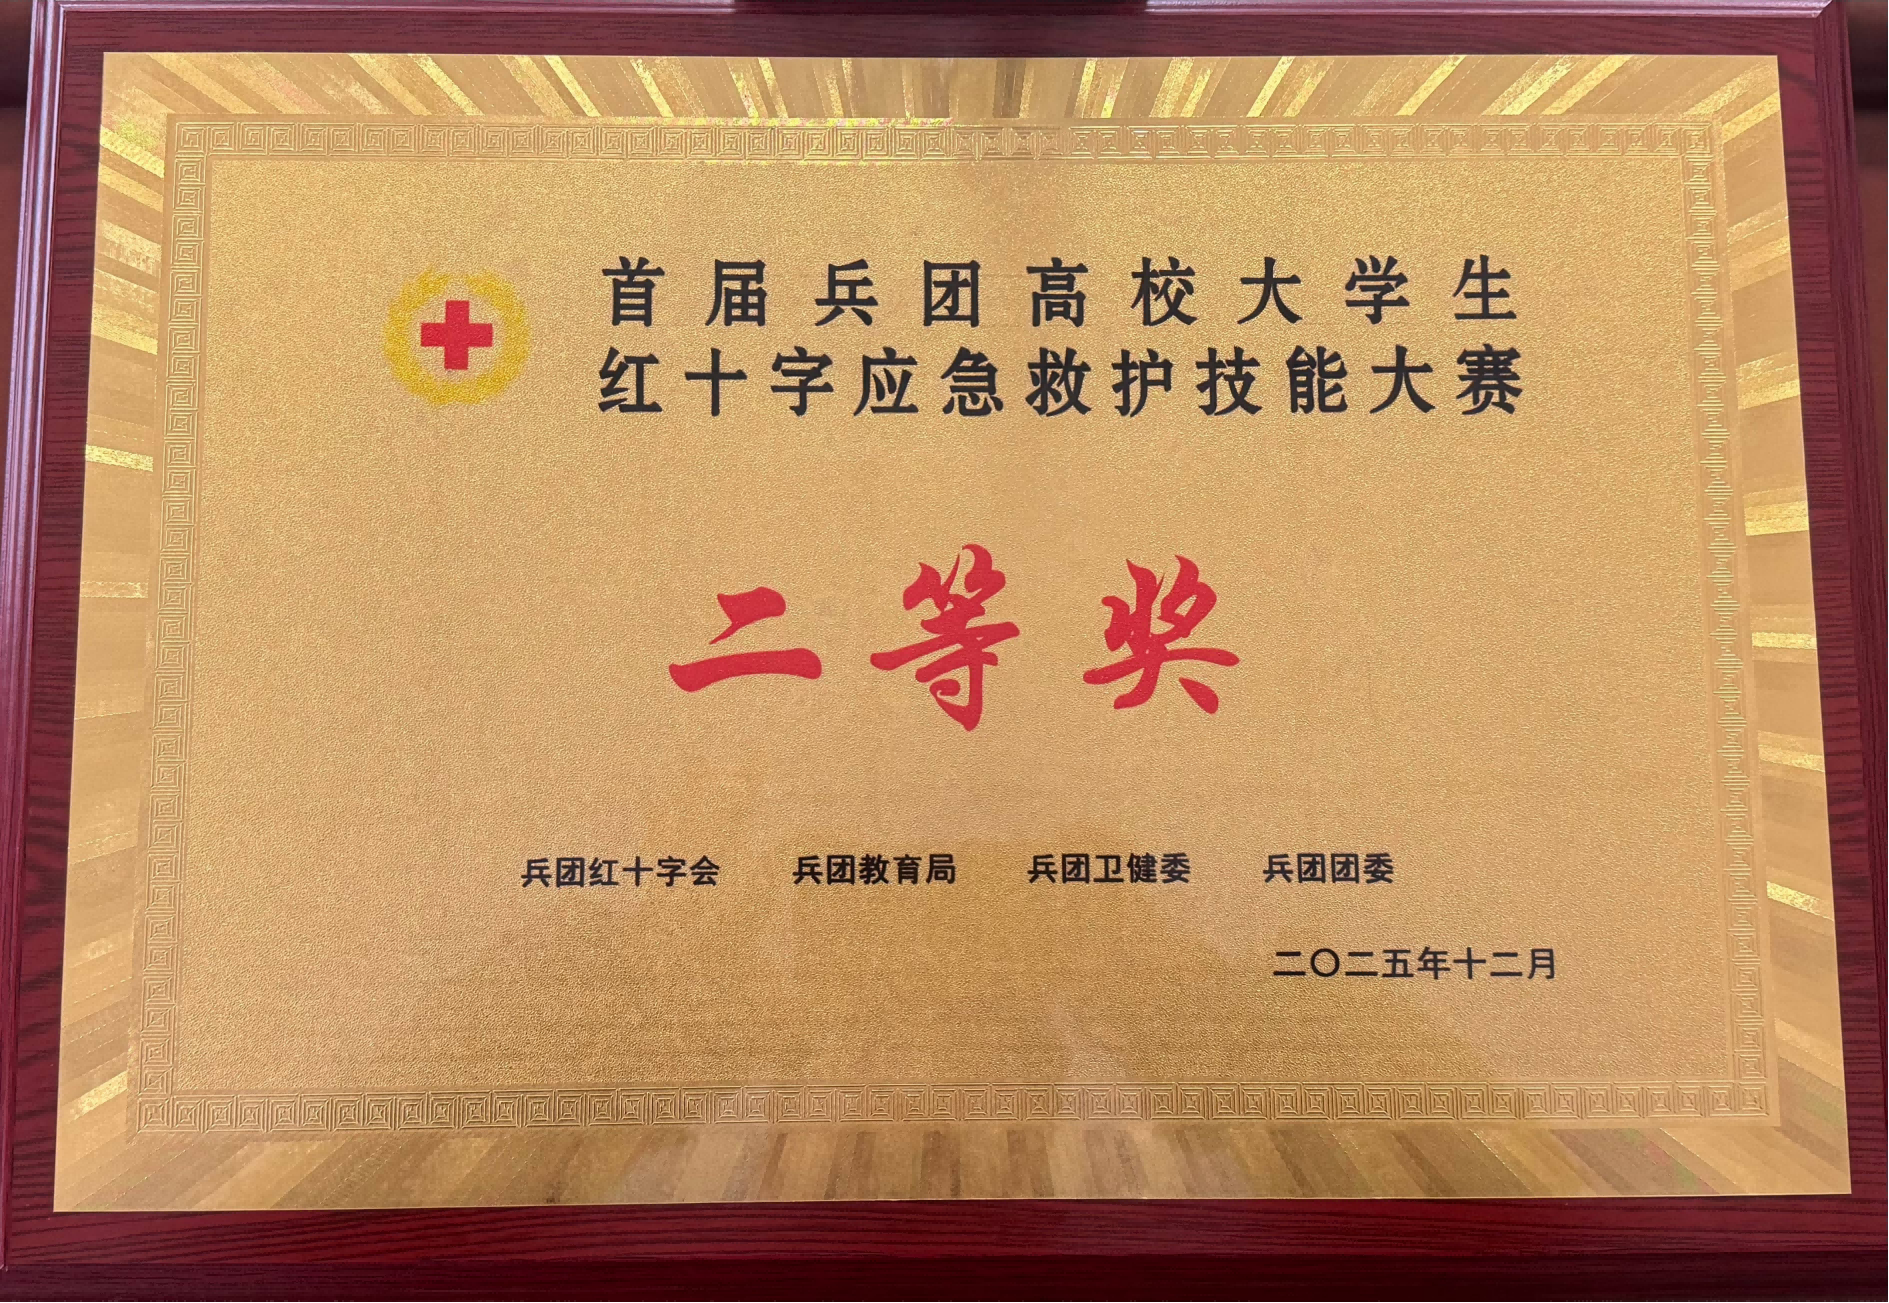 首届兵团高校大学生
红十字应急救护技能大赛
二等奖
兵团红十字会 兵团教育局 兵团卫健委 兵团团委
二〇二五年十二月